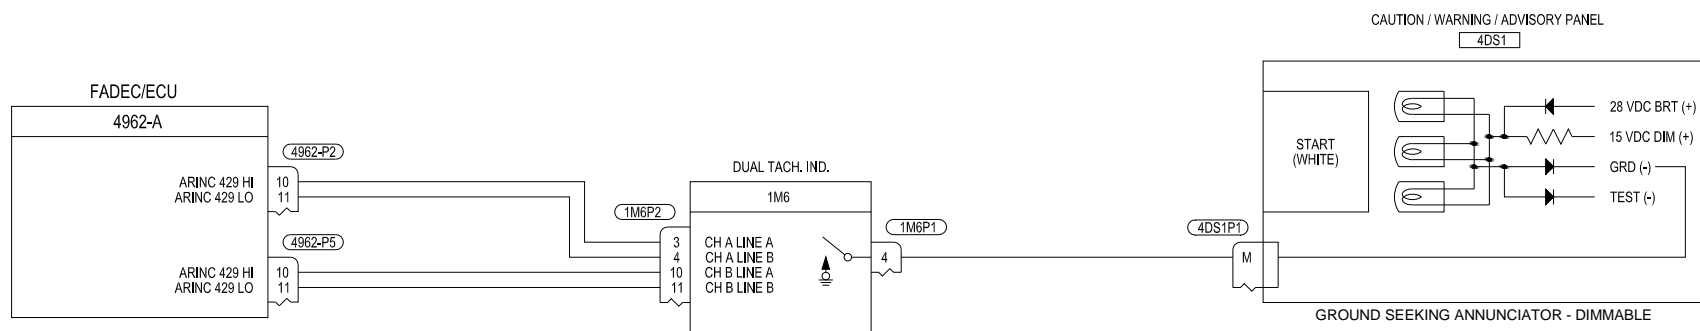 CAUTION / WARNING / ADVISORY PANEL
4DS1
FADEC/ECU
4962-A
4962-P2
ARINC 429 HI 10
ARINC 429 LO 11
4962-P5
ARINC 429 HI 10
ARINC 429 LO 11
DUAL TACH. IND.
1M6
1M6P2
3 CH A LINE A
4 CH A LINE B
10 CH B LINE A
11 CH B LINE B
1M6P1
4
4DS1P1
M
START
(WHITE)
28 VDC BRT (+)
15 VDC DIM (+)
GRD (-)
TEST (-)
GROUND SEEKING ANNUNCIATOR - DIMMABLE